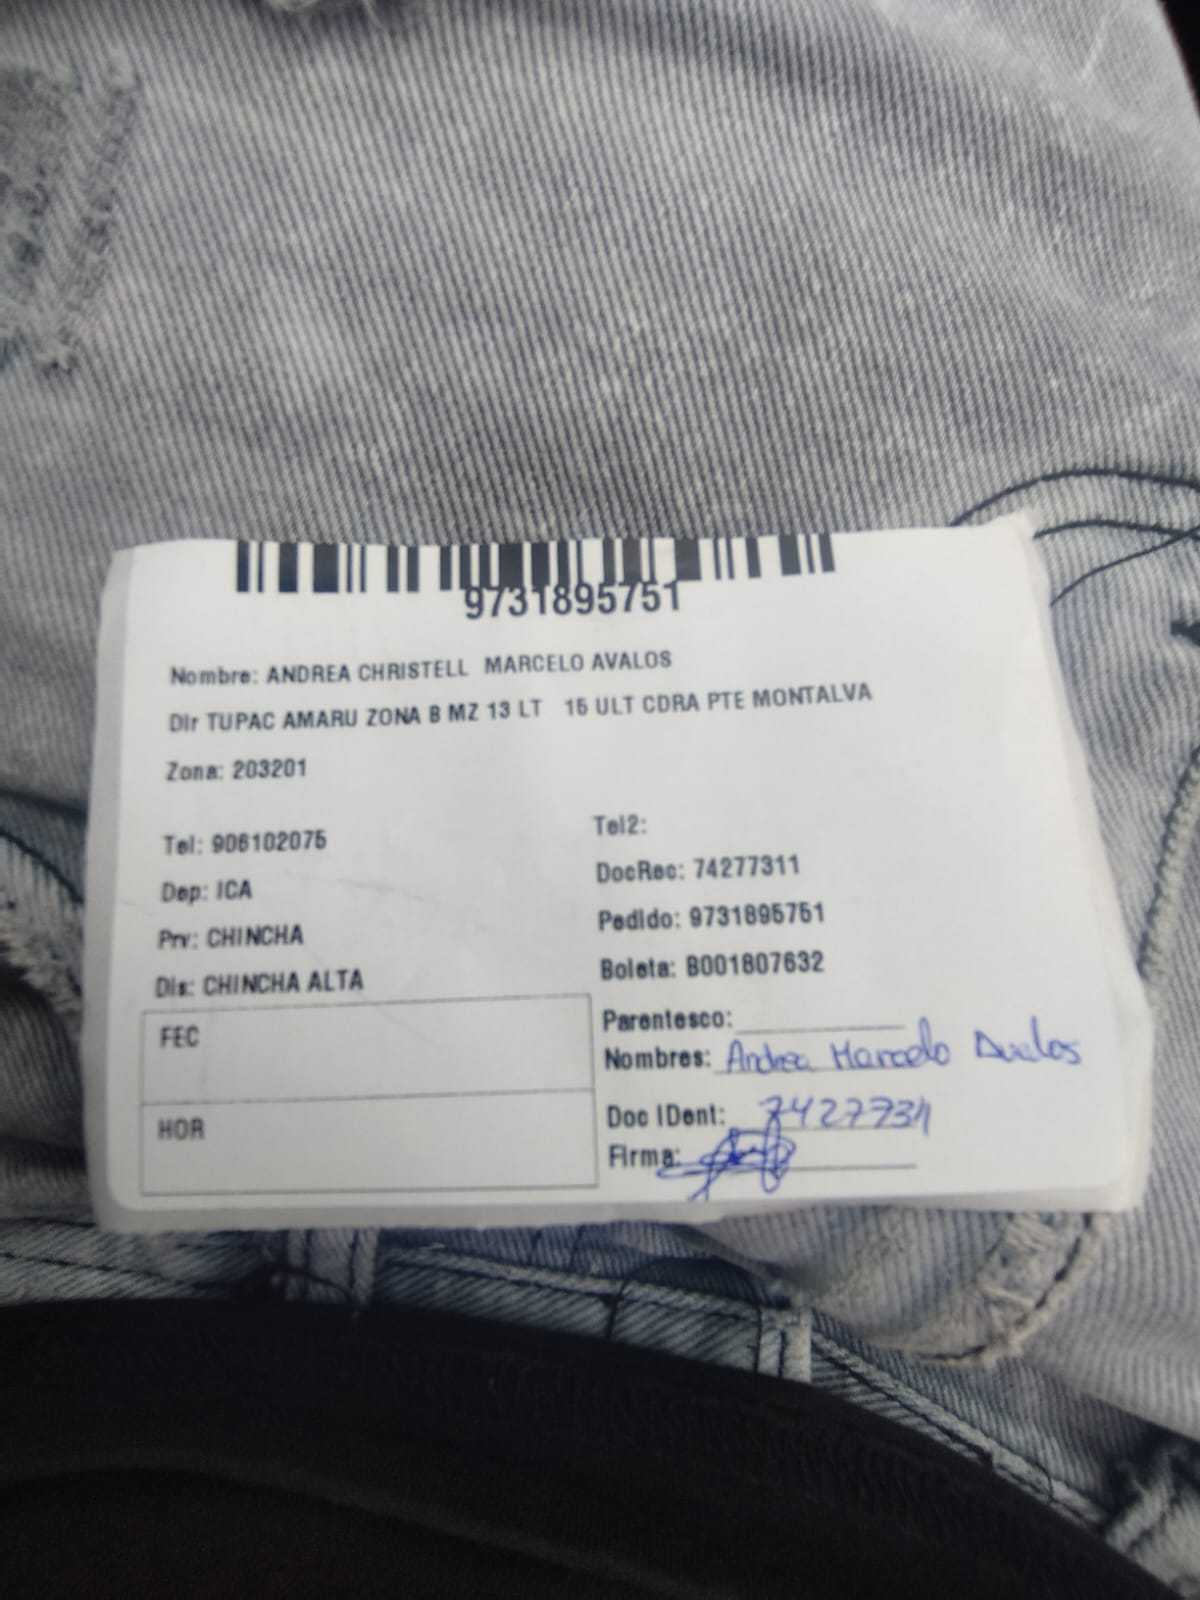 9731895751
Nombre: ANDREA CHRISTELL MARCELO AVALOS
Dir TUPAC AMARU ZONA B MZ 13 LT 15 ULT CDRA PTE MONTALVA
Zona: 203201
Tel: 906102075
Tel2:
Dep: ICA
DocRec: 74277311
Prv: CHINCHA
Pedido: 9731895751
Dis: CHINCHA ALTA
Boleta: B001807632
FEC
Parentesco:
Nombres: Andrea Marcelo Avalos
HOR
Doc IDent:
Firma: